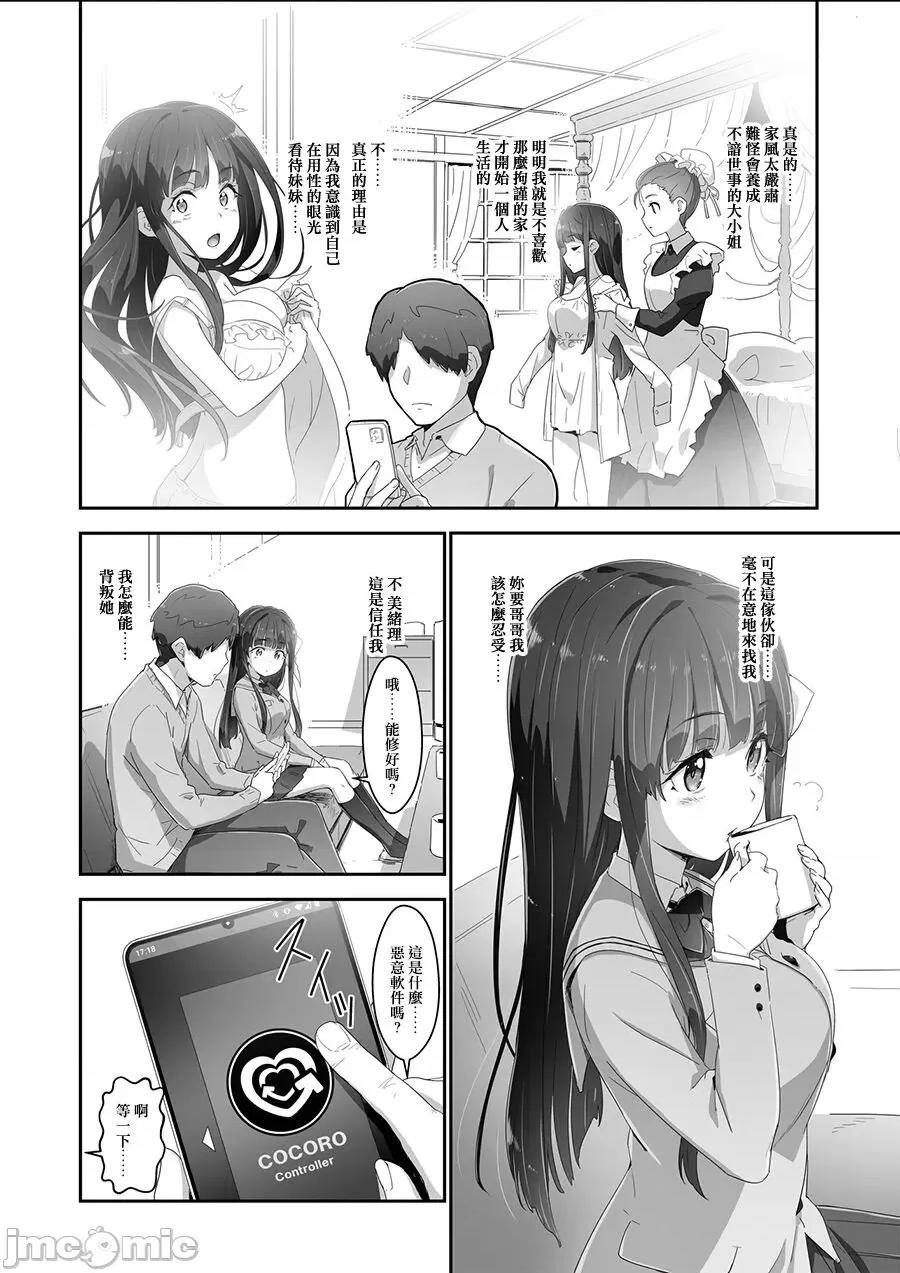 真是的……
家風太嚴肅
難怪會養成
不諳世事的大小姐
明明我就是不喜歡
那麼拘謹的家
才開始一個人
生活的
不……
真正的理由是
因為我意識到自己
在用性的眼光
看待妹妹…
可是這傢伙卻……
毫不在意地來找我
妳要哥哥我
該怎麼忍受…
不 美緒理
這是信任我
哦……能修好嗎？
我怎麼能…
背叛她
這是什麼……
惡意軟件嗎？
スイッ
17:18
COCORO
Controller
啊
等一下……
jmcomic